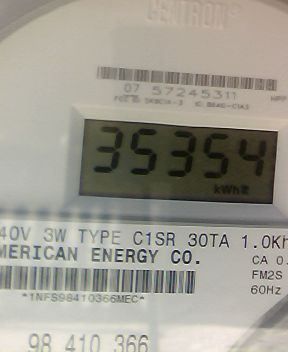 CENTRON®
07 57245311
35354
kWh
40V 3W TYPE C1SR 30TA 1.0Kh
MERICAN ENERGY CO.
CA 0.
FM2S
60Hz
*1NFS98410366MEC*
98 410 366